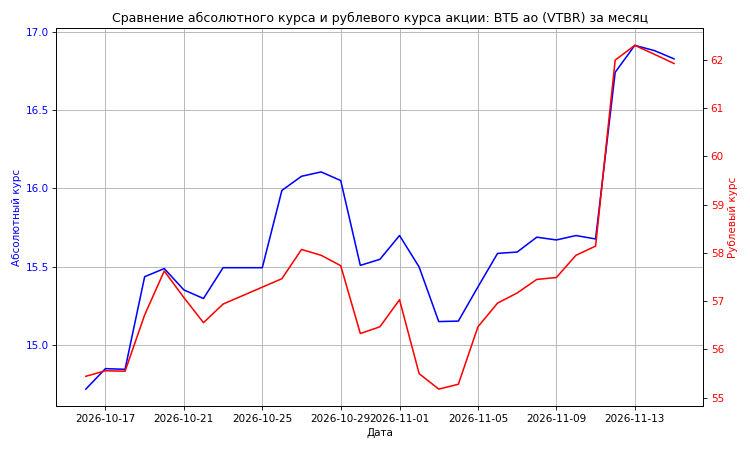 Сравнение абсолютного курса и рублевого курса акции: ВТБ ао (VTBR) за месяц
17.0
16.5
16.0
15.5
15.0
Абсолютный курс
62
61
60
59
58
57
56
55
Рублевый курс
2026-10-17 2026-10-21 2026-10-25 2026-10-29 2026-11-01 2026-11-05 2026-11-09 2026-11-13
Дата